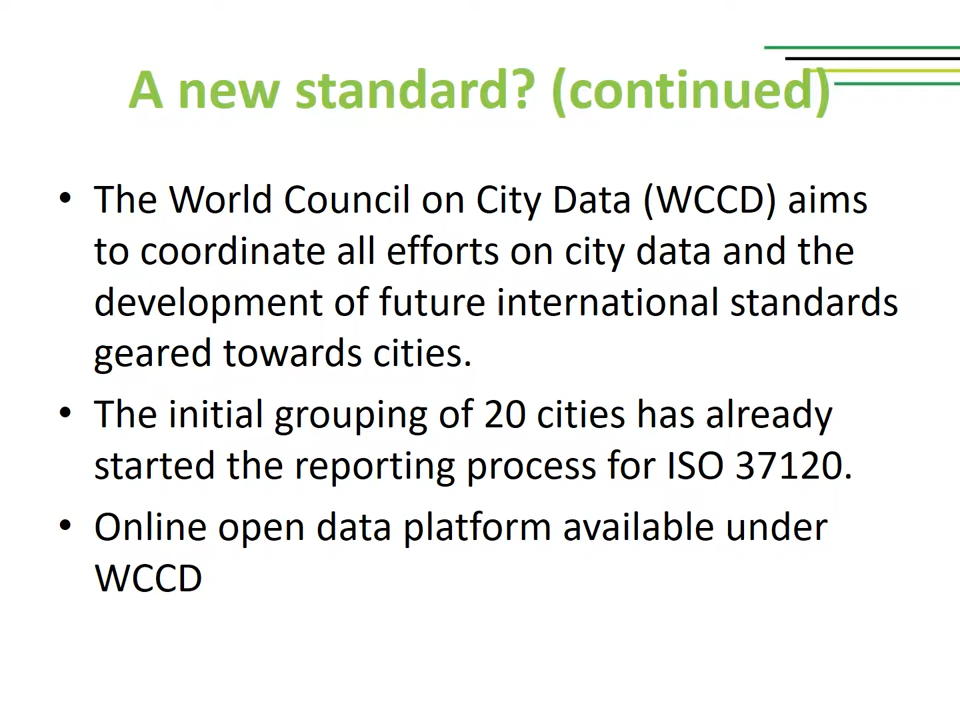 A new standard? (continued)
• The World Council on City Data (WCCD) aims
to coordinate all efforts on city data and the
development of future international standards
geared towards cities.
• The initial grouping of 20 cities has already
started the reporting process for ISO 37120.
• Online open data platform available under
WCCD